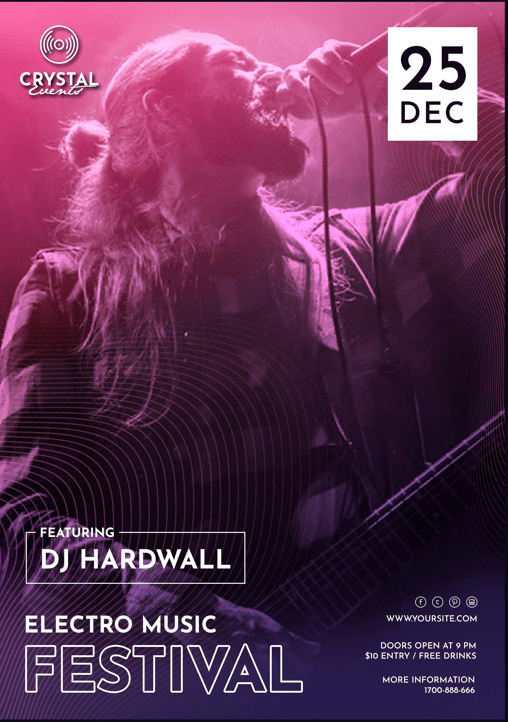 CRYSTAL
Events
25
DEC
FEATURING
DJ HARDWALL
ELECTRO MUSIC
FESTIVAL
WWW.YOURSITE.COM
DOORS OPEN AT 9 PM
$10 ENTRY / FREE DRINKS
MORE INFORMATION
1700-888-666